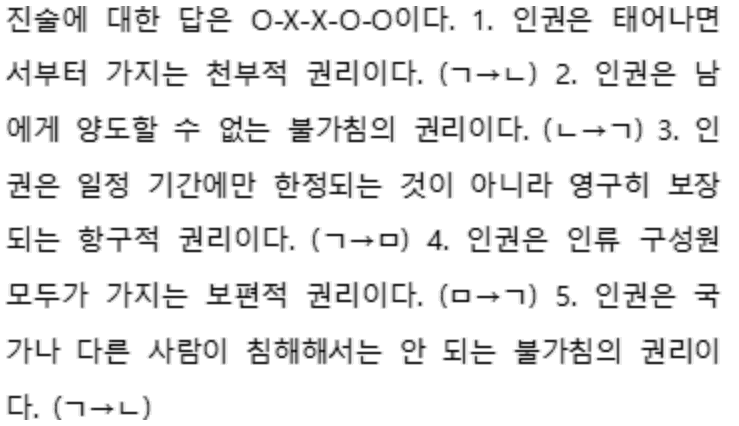 진술에 대한 답은 O-X-X-O-O이다. 1. 인권은 태어나면
서부터 가지는 천부적 권리이다. (ㄱ→ㄴ) 2. 인권은 남
에게 양도할 수 없는 불가침의 권리이다. (ㄴ→ㄱ) 3. 인
권은 일정 기간에만 한정되는 것이 아니라 영구히 보장
되는 항구적 권리이다. (ㄱ→ㅁ) 4. 인권은 인류 구성원
모두가 가지는 보편적 권리이다. (ㅁ→ㄱ) 5. 인권은 국
가나 다른 사람이 침해해서는 안 되는 불가침의 권리이
다. (ㄱ→ㄴ)